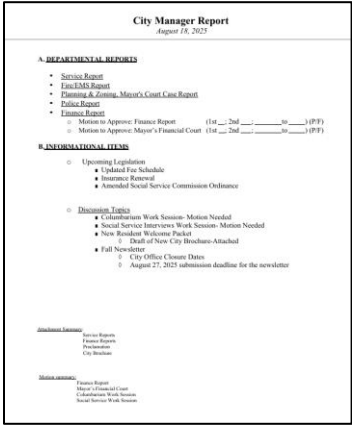 City Manager Report
August 18, 2025
A. DEPARTMENTAL REPORTS
• Service Report
• Fire/EMS Report
• Planning & Zoning, Mayor's Court Case Report
• Police Report
• Finance Report
o Motion to Approve: Finance Report (1st __; 2nd ___; ________to _____) (P/F)
o Motion to Approve: Mayor's Financial Court (1st __; 2nd ___; ________to _____) (P/F)
B. INFORMATIONAL ITEMS
o Upcoming Legislation
■ Updated Fee Schedule
■ Insurance Renewal
■ Amended Social Service Commission Ordinance
o Discussion Topics
■ Columbarium Work Session- Motion Needed
■ Social Service Interviews Work Session- Motion Needed
■ New Resident Welcome Packet
◊ Draft of New City Brochure-Attached
■ Fall Newsletter
◊ City Office Closure Dates
◊ August 27, 2025 submission deadline for the newsletter
Attachment Summary:
Service Reports
Finance Reports
Proclamation
City Brochure
Motion summary:
Finance Report
Mayor's Financial Court
Columbarium Work Session
Social Service Work Session